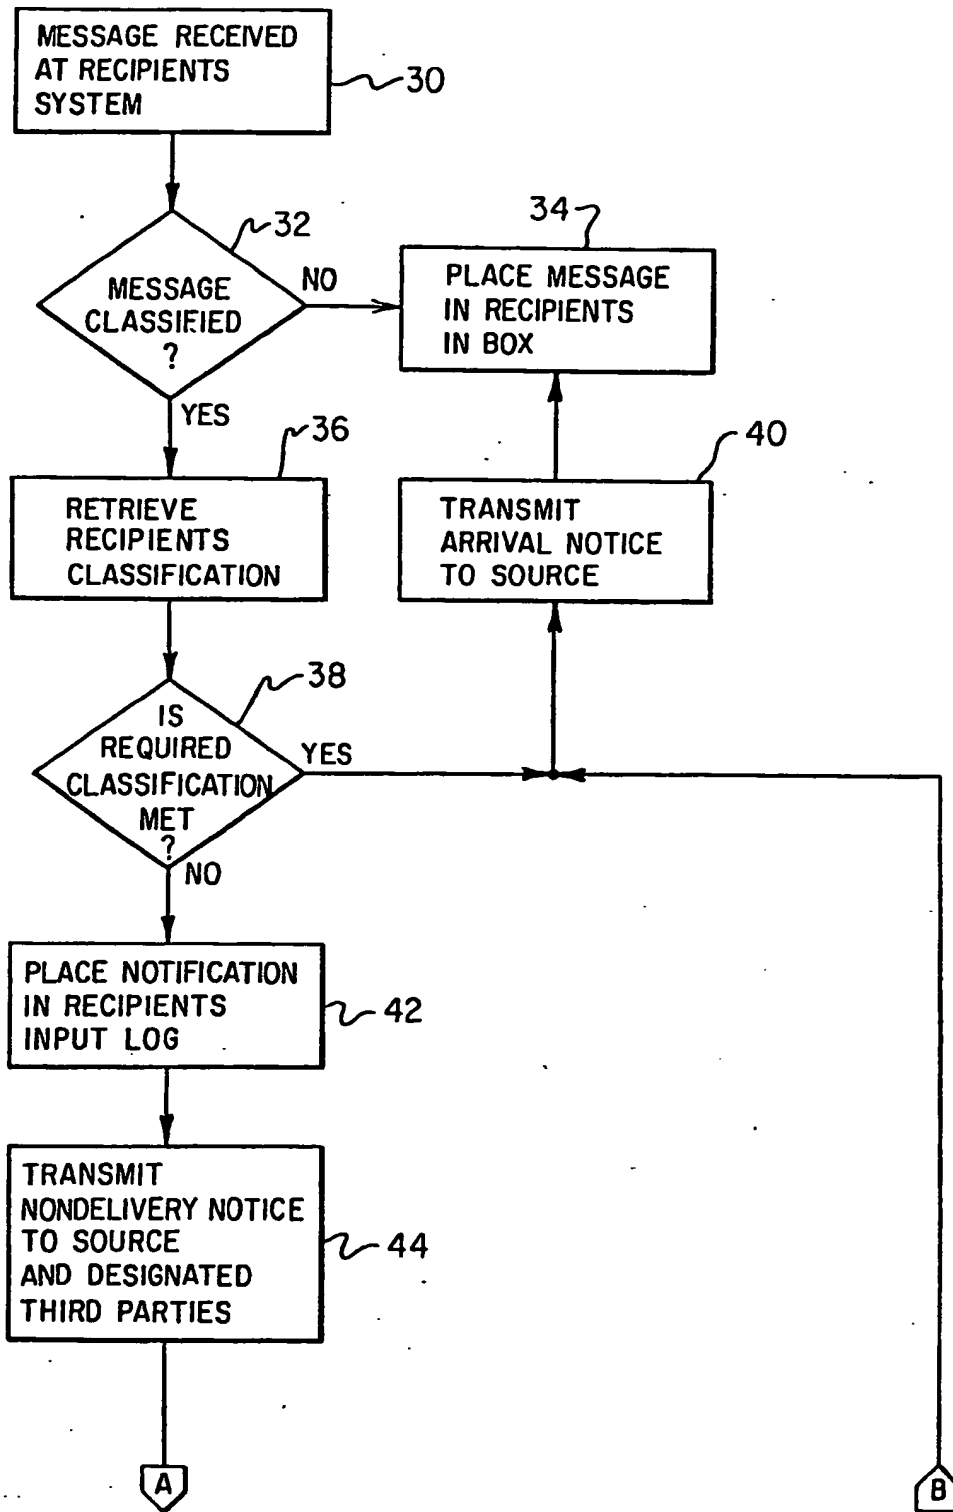 MESSAGE RECEIVED
AT RECIPIENTS
SYSTEM
30
32
MESSAGE
CLASSIFIED
?
NO
YES
34
PLACE MESSAGE
IN RECIPIENTS
IN BOX
36
RETRIEVE
RECIPIENTS
CLASSIFICATION
40
TRANSMIT
ARRIVAL NOTICE
TO SOURCE
38
IS
REQUIRED
CLASSIFICATION
MET
?
YES
NO
PLACE NOTIFICATION
IN RECIPIENTS
INPUT LOG
42
TRANSMIT
NONDELIVERY NOTICE
TO SOURCE
AND DESIGNATED
THIRD PARTIES
44
A
B